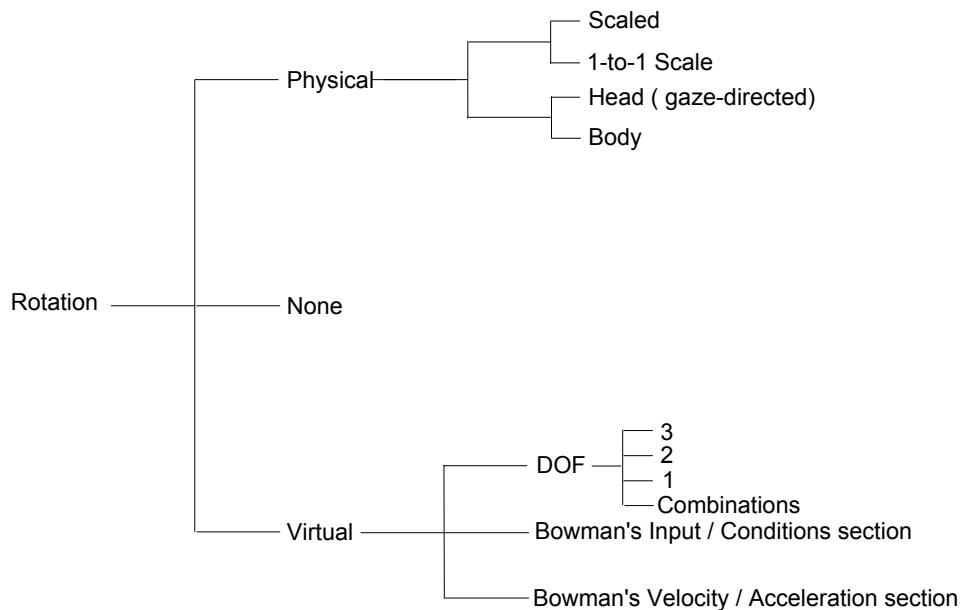 Scaled
1-to-1 Scale
Physical
Head ( gaze-directed)
Body
Rotation
None
3
2
1
DOF
Combinations
Virtual
Bowman's Input / Conditions section
Bowman's Velocity / Acceleration section